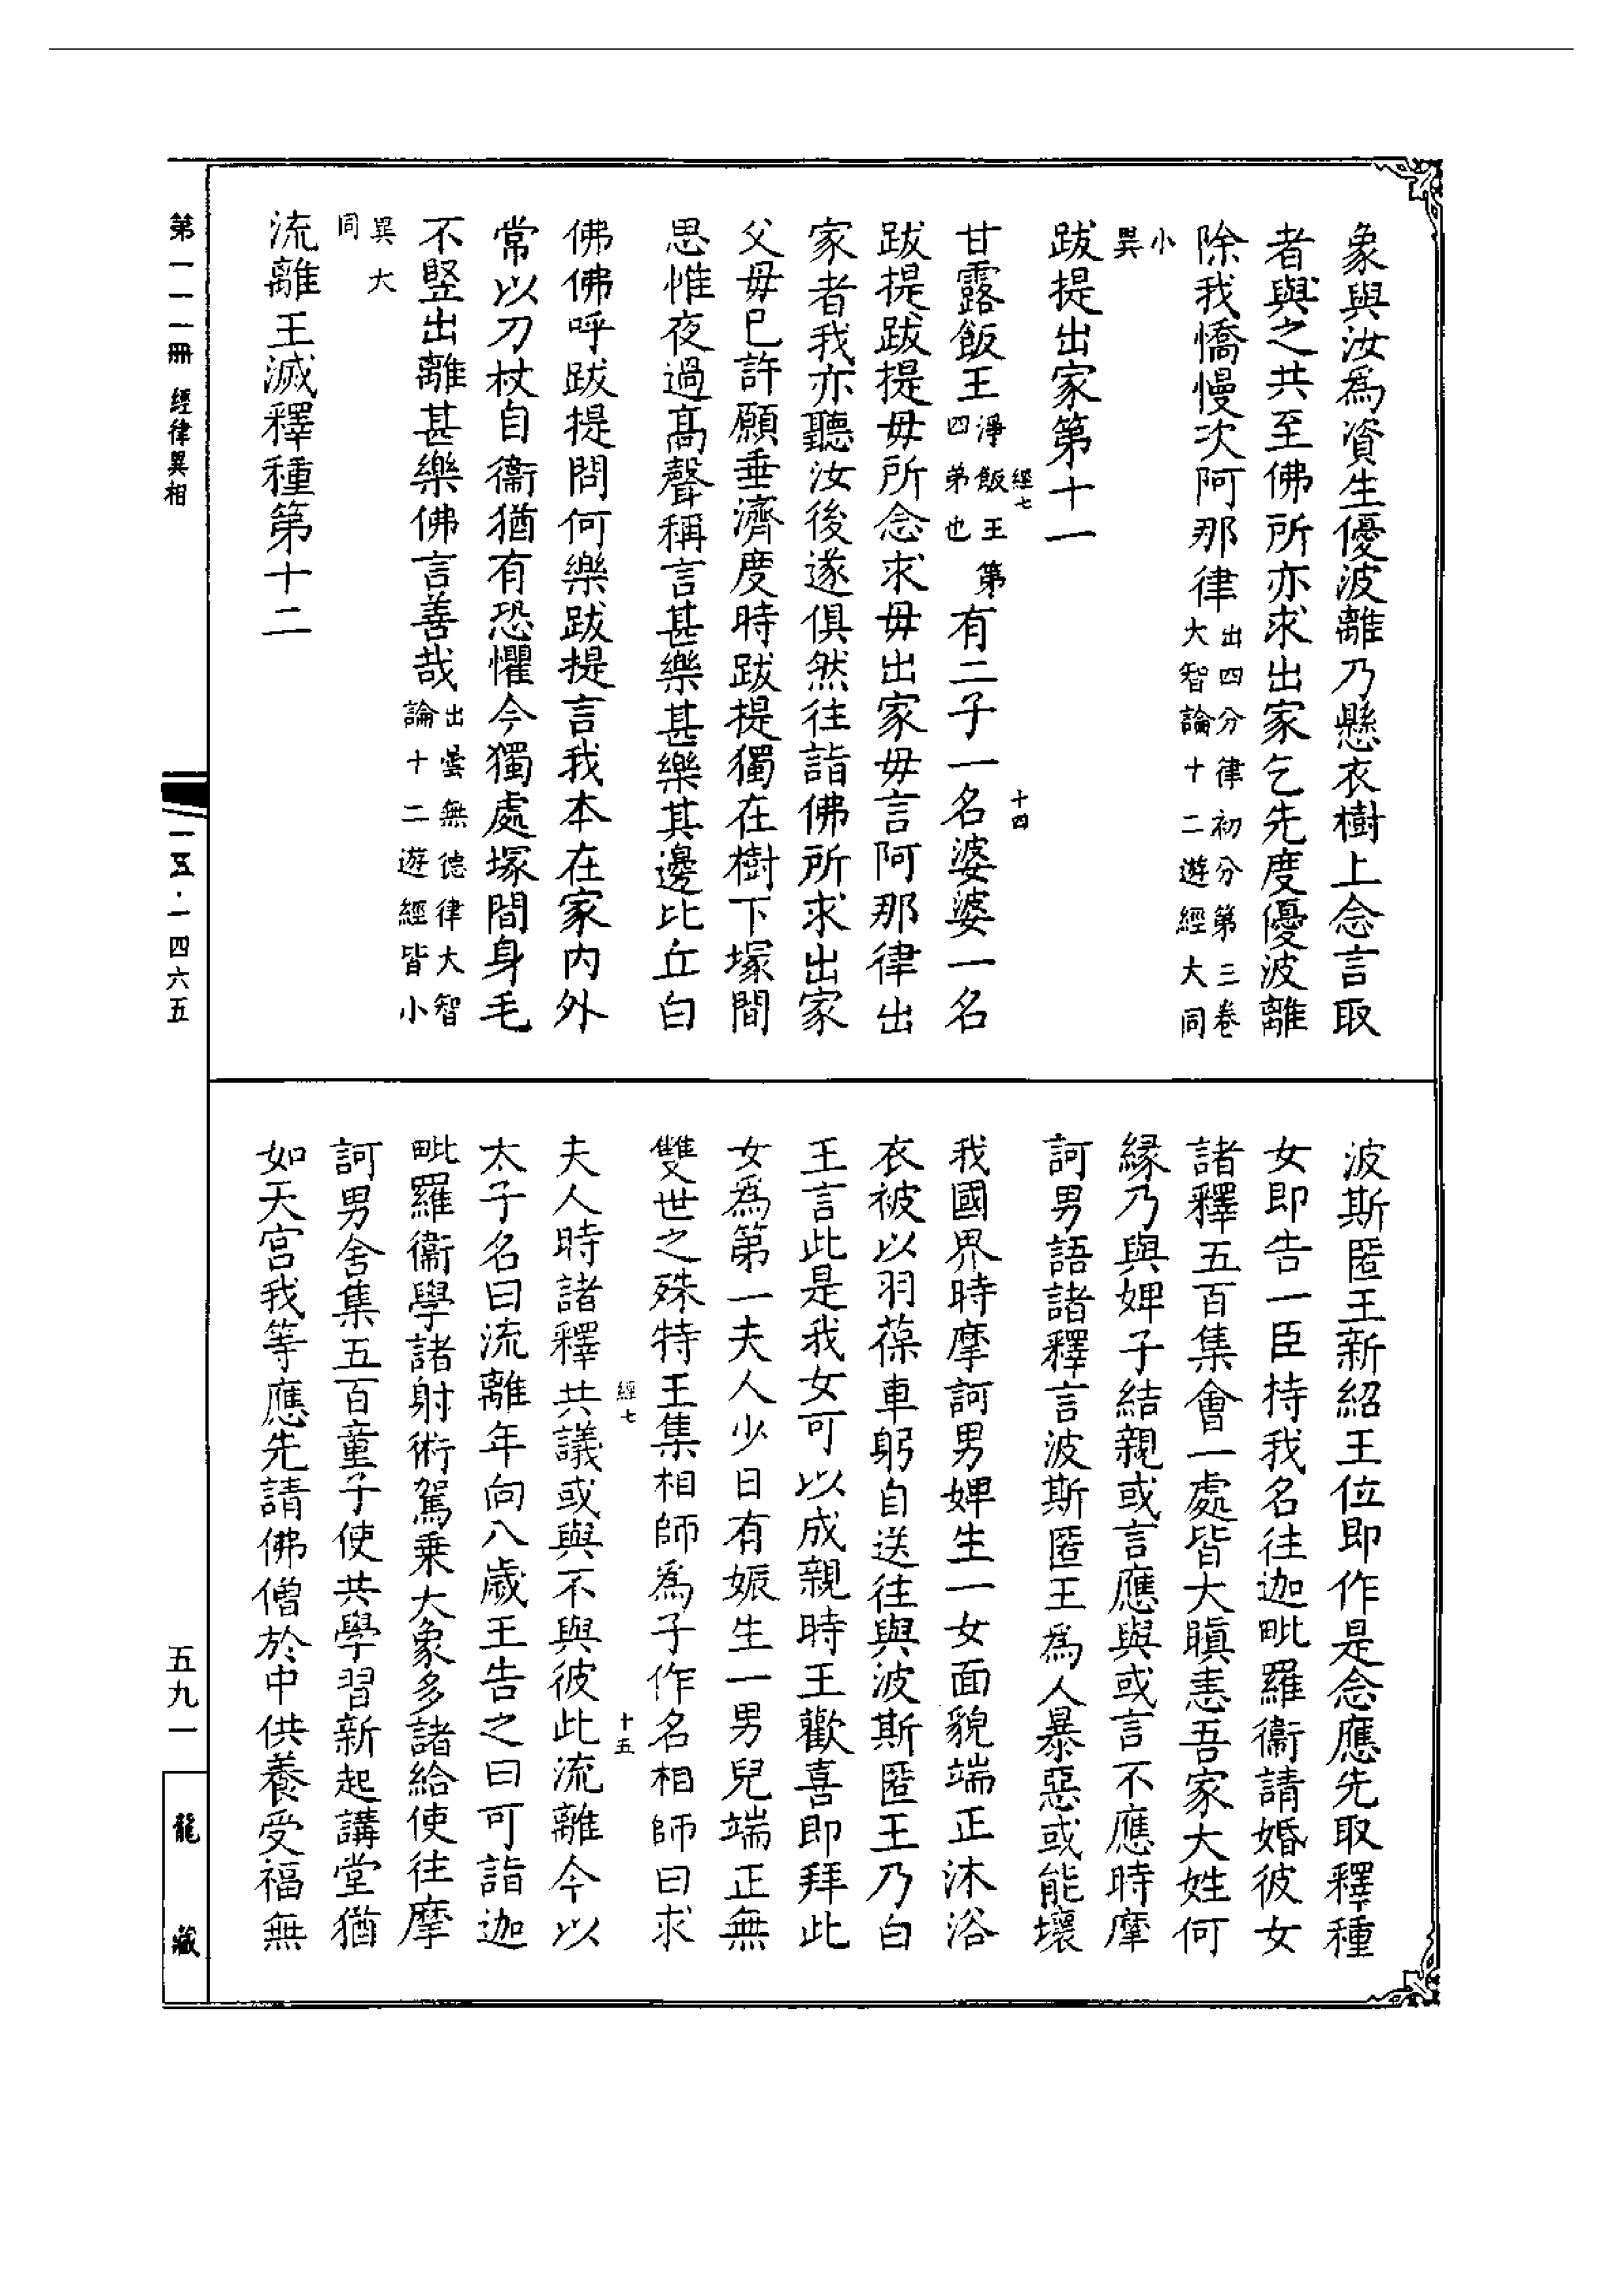 象與汝爲資生優波離乃懸衣樹上念言取
者與之共至佛所亦求出家乞先度優波離
除我憍慢次阿那律出四分律初分第三卷大智論十二遊經大同
小異
跋提出家第十一
經七
十四
甘露飯王淨飯王第四弟也有二子一名婆婆一名
跋提跋提毋所念求毋出家毋言阿那律出
家者我亦聽汝後遂俱然往詣佛所求出家
父毋已許願垂濟度時跋提獨在樹下塚間
思惟夜過高聲稱言甚樂甚樂其邊比丘白
佛佛呼跋提問何樂跋提言我本在家內外
常以刀杖自衞猶有恐懼今獨處塚間身毛
不竪出離甚樂佛言善哉出曇無德律大智論十二遊經皆小
異大同
流離王滅釋種第十二
波斯匿王新紹王位即作是念應先取釋種
女即告一臣持我名往迦毗羅衞請婚彼女
諸釋五百集會一處皆大瞋恚吾家大姓何
緣乃與婢子結親或言應與或言不應時摩
訶男語諸釋言波斯匿王爲人暴惡或能壞
我國界時摩訶男婢生一女面貌端正沐浴
衣被以羽葆車躬自送往與波斯匿王乃白
王言此是我女可以成親時王歡喜即拜此
女爲第一夫人少日有娠生一男兒端正無
雙世之殊特王集相師爲子作名相師曰求
經七
十五
夫人時諸釋共議或與不與彼此流離今以
太子名曰流離年向八歲王告之曰可詣迦
毗羅衞學諸射術駕乘大象多諸給使往摩
訶男舍集五百童子使共學習新起講堂猶
如天宮我等應先請佛僧於中供養受福無
第一一一冊 經律異相
一五·一四六五
五九一
龍藏